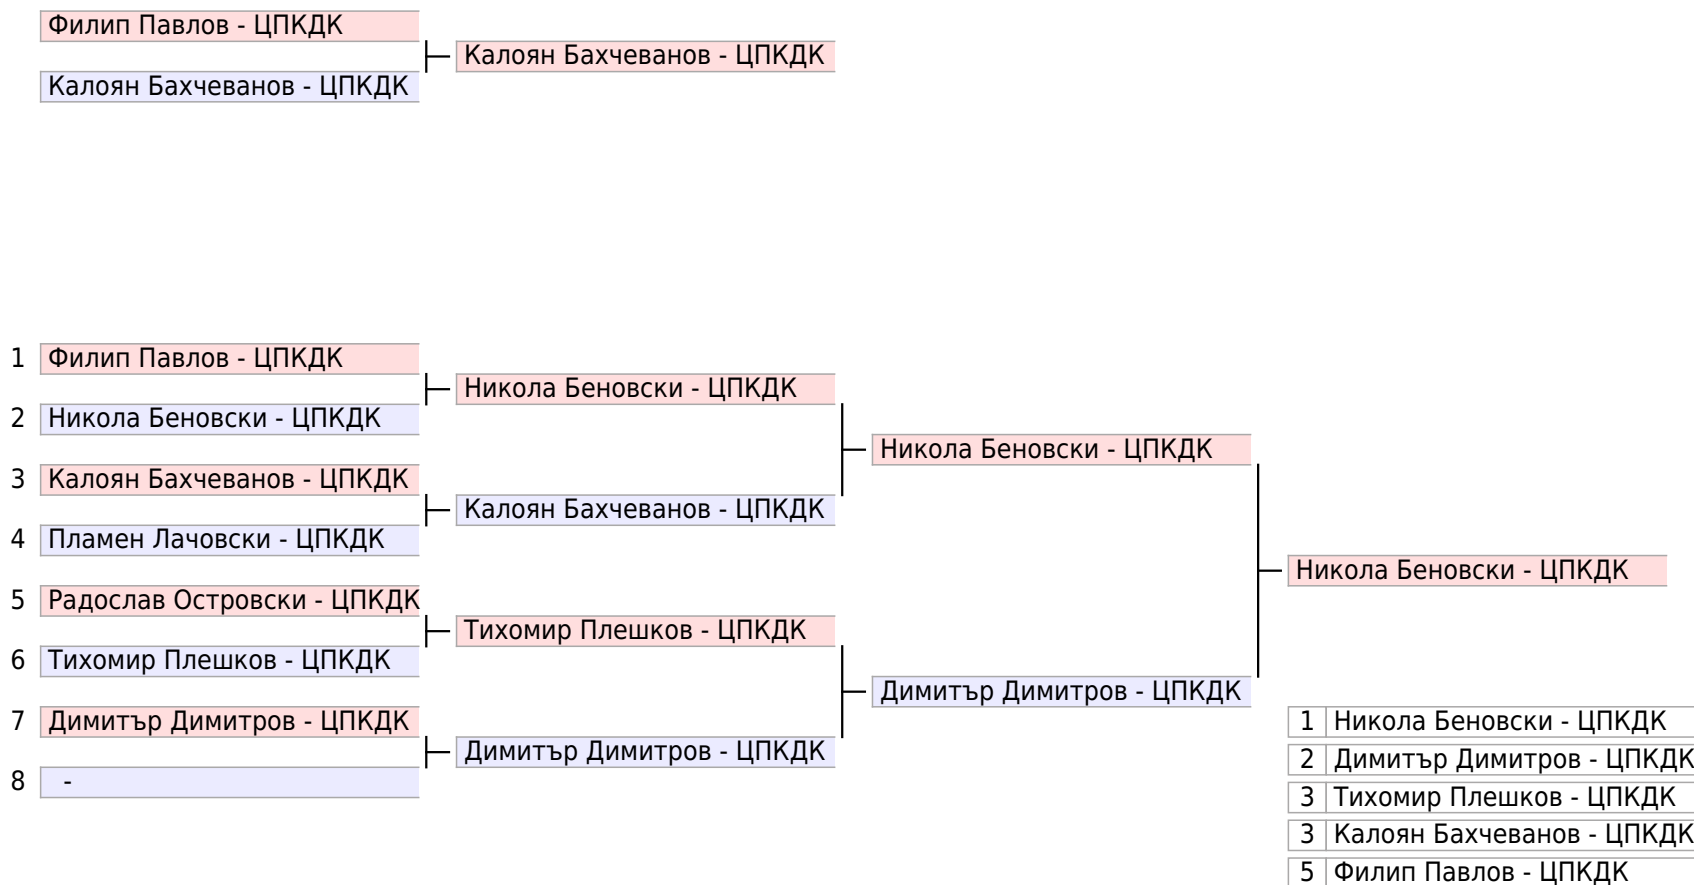 Филип Павлов - ЦПКДК
Калоян Бахчеванов - ЦПКДК
Калоян Бахчеванов - ЦПКДК
1 Филип Павлов - ЦПКДК
Никола Беновски - ЦПКДК
2 Никола Беновски - ЦПКДК
Никола Беновски - ЦПКДК
3 Калоян Бахчеванов - ЦПКДК
Калоян Бахчеванов - ЦПКДК
4 Пламен Лачовски - ЦПКДК
Никола Беновски - ЦПКДК
5 Радослав Островски - ЦПКДК
Тихомир Плешков - ЦПКДК
6 Тихомир Плешков - ЦПКДК
Димитър Димитров - ЦПКДК
7 Димитър Димитров - ЦПКДК
Димитър Димитров - ЦПКДК
8 -
1 Никола Беновски - ЦПКДК
2 Димитър Димитров - ЦПКДК
3 Тихомир Плешков - ЦПКДК
3 Калоян Бахчеванов - ЦПКДК
5 Филип Павлов - ЦПКДК